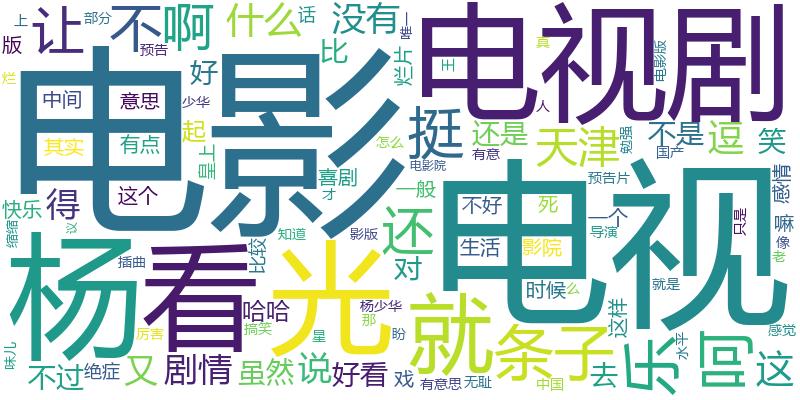 上
部分
版
让
不
啊
预告
什么
话
没有
唯一
烂
比
好
烂片
王
真
电影版
电视剧
电影
中间
意思
少华
人
其实
有点
起
皇上
怎么
挺
还是
有意
天津
勉强
不是
国产
逗
笑
这个
喜剧
才
电影院
一般
不好
死
预告片
感情
快乐
得
缩缩
议
还
生活
影院
一个
导演
只是
嘛
像
老
知道
影版
比较
插曲
对
电视
时候
么
就是
杨
看
光
哈哈
杨少华
那
盼
搞笑
星
就
条子
这样
水平
感觉
味儿
厉害
不过
绝症
又
剧情
虽然
说
好看
戏
有意思
无耻
中国
去
乐
呵
这